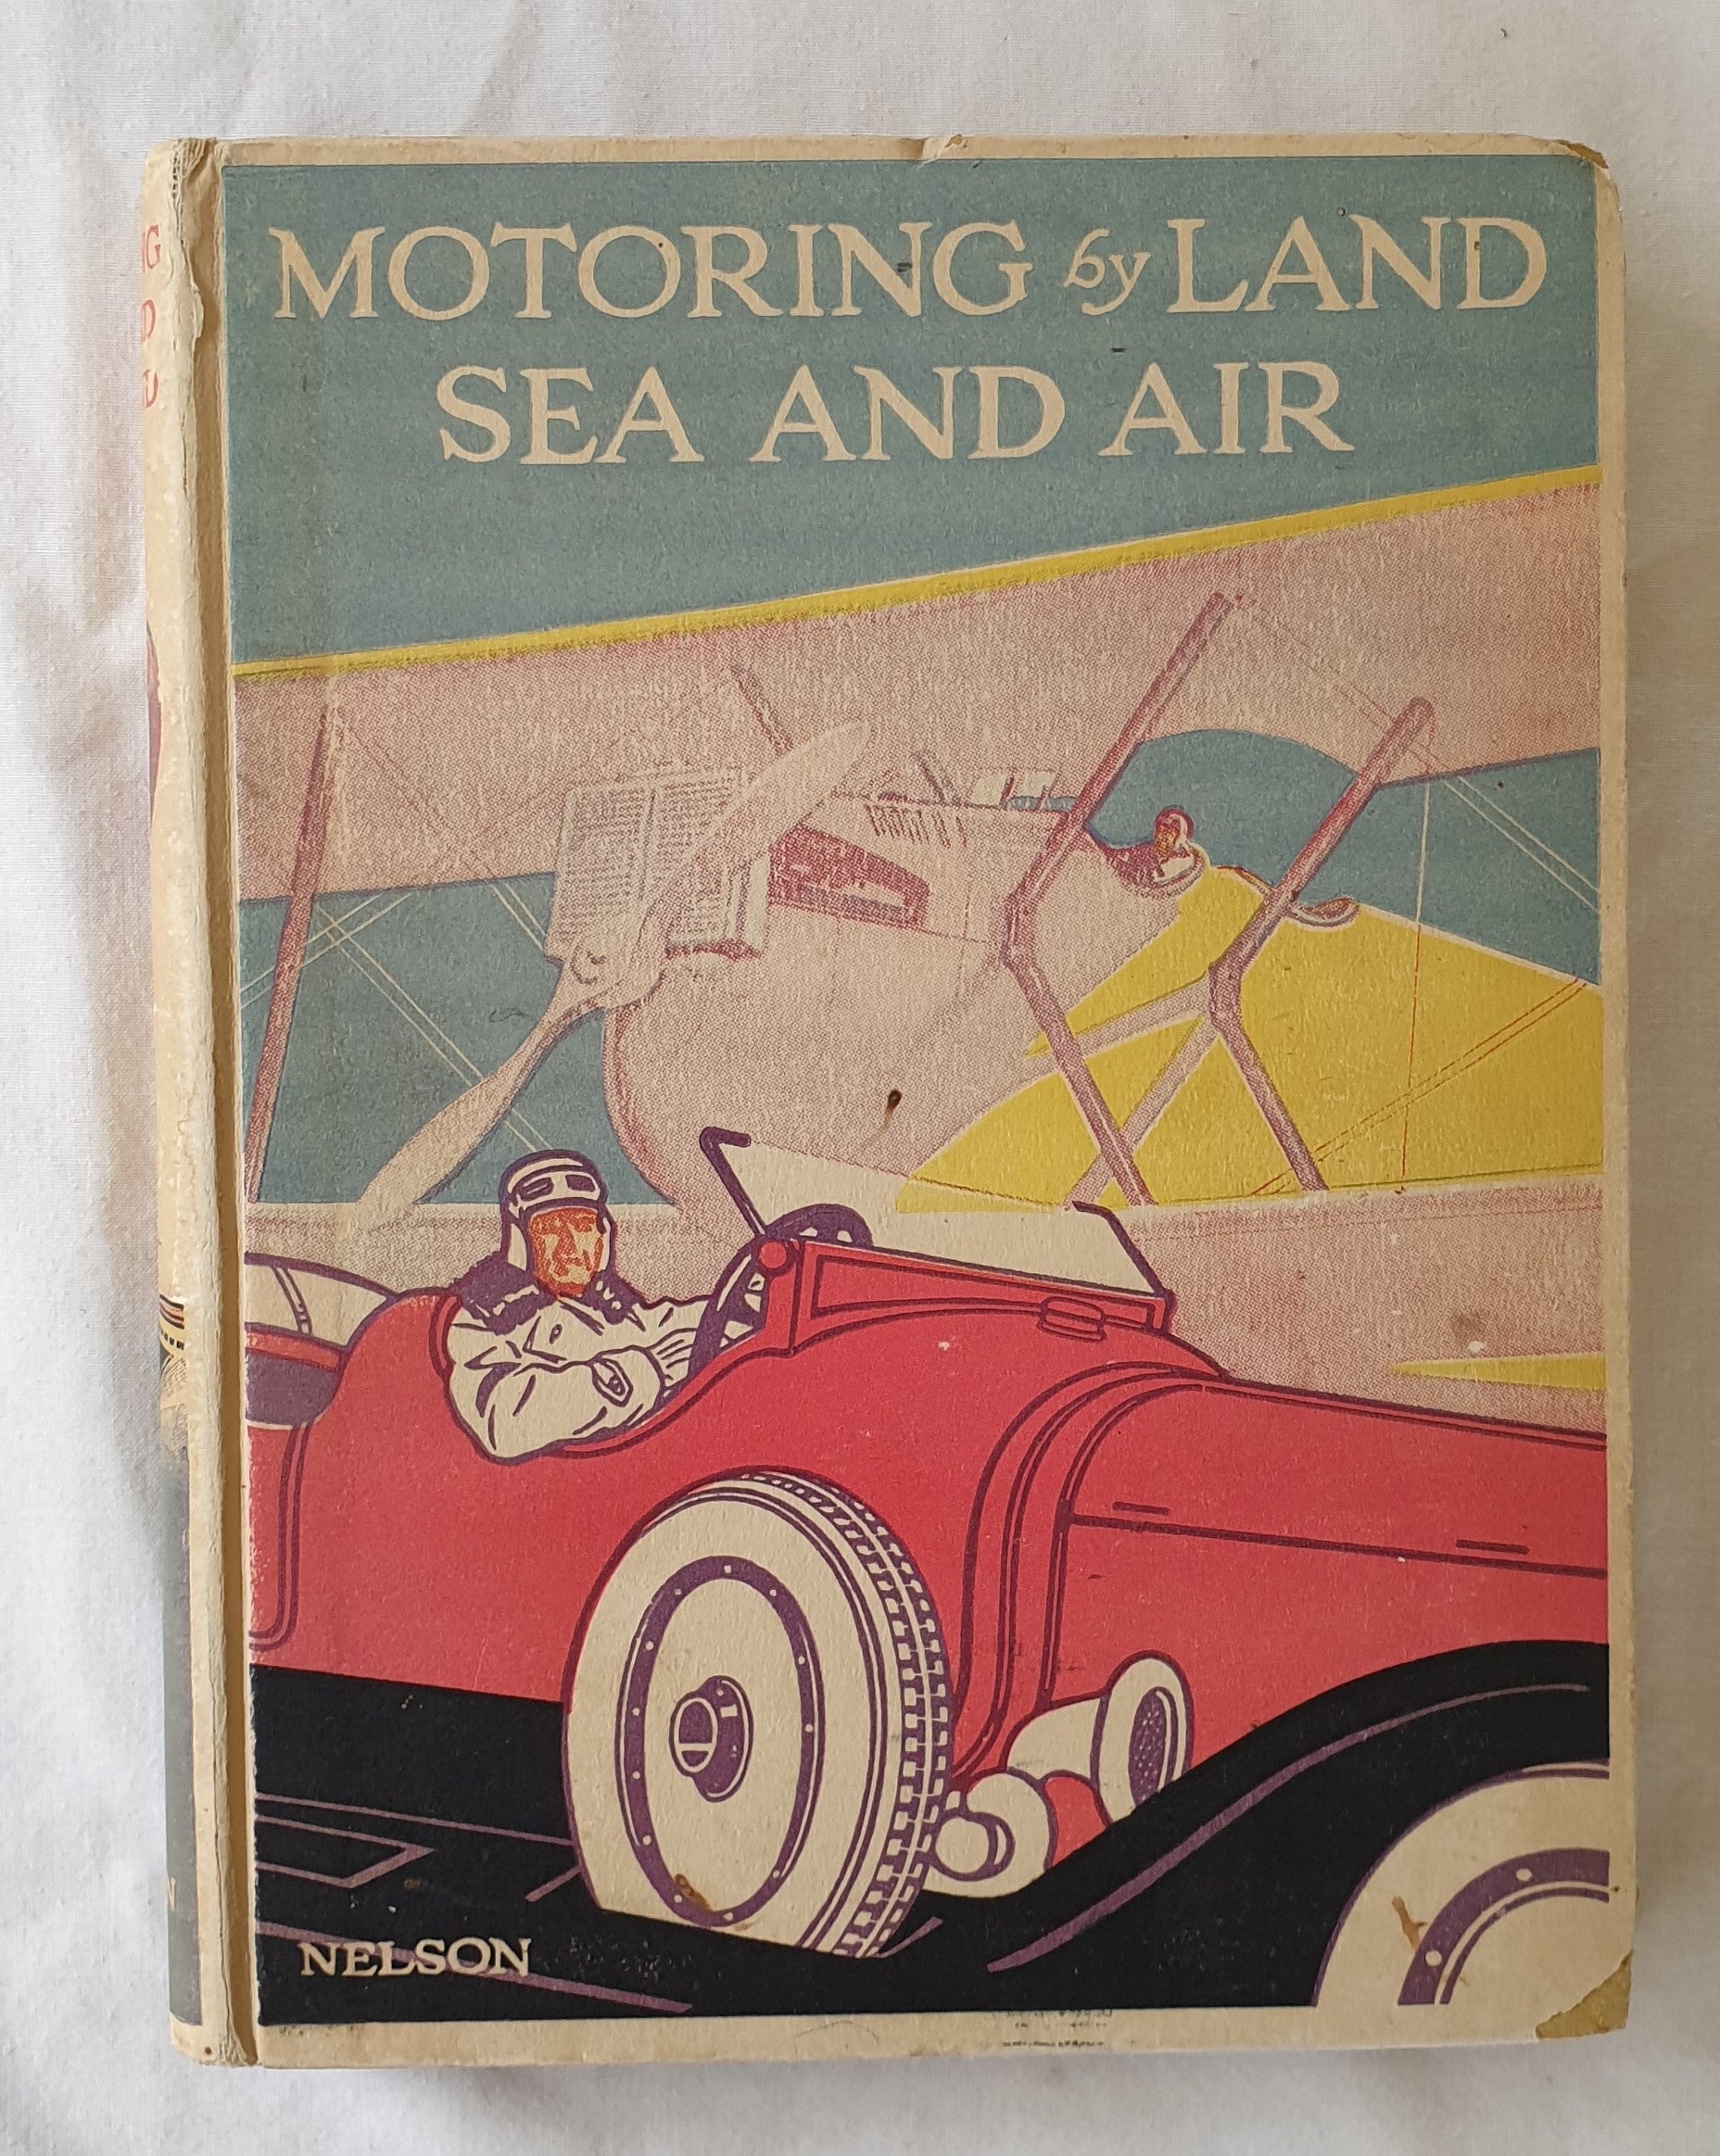 MOTORING by LAND
SEA AND AIR
NELSON